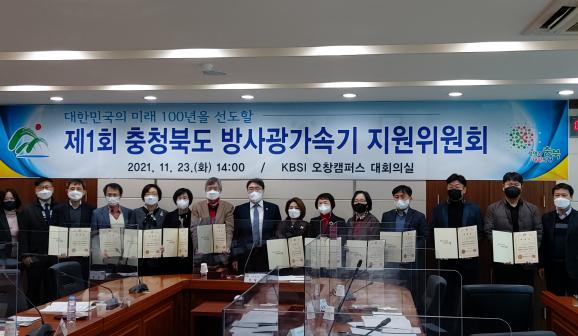 대한민국의 미래 100년을 선도할
제1회 충청북도 방사광가속기 지원위원회
2021. 11. 23.(화) 14:00 / KBSI 오창캠퍼스 대회의실